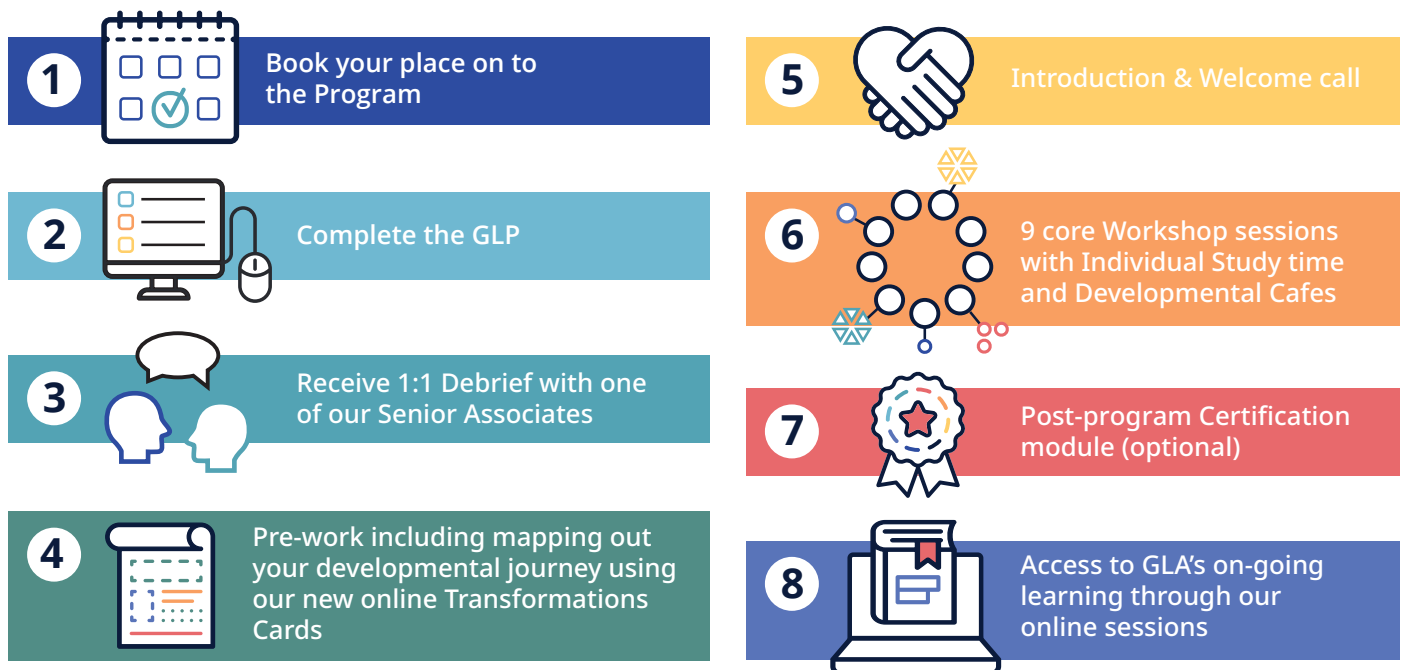 1
Book your place on to
the Program
2
Complete the GLP
3
Receive 1:1 Debrief with one
of our Senior Associates
4
Pre-work including mapping out
your developmental journey using
our new online Transformations
Cards
5
Introduction & Welcome call
6
9 core Workshop sessions
with Individual Study time
and Developmental Cafes
7
Post-program Certification
module (optional)
8
Access to GLA’s on-going
learning through our
online sessions